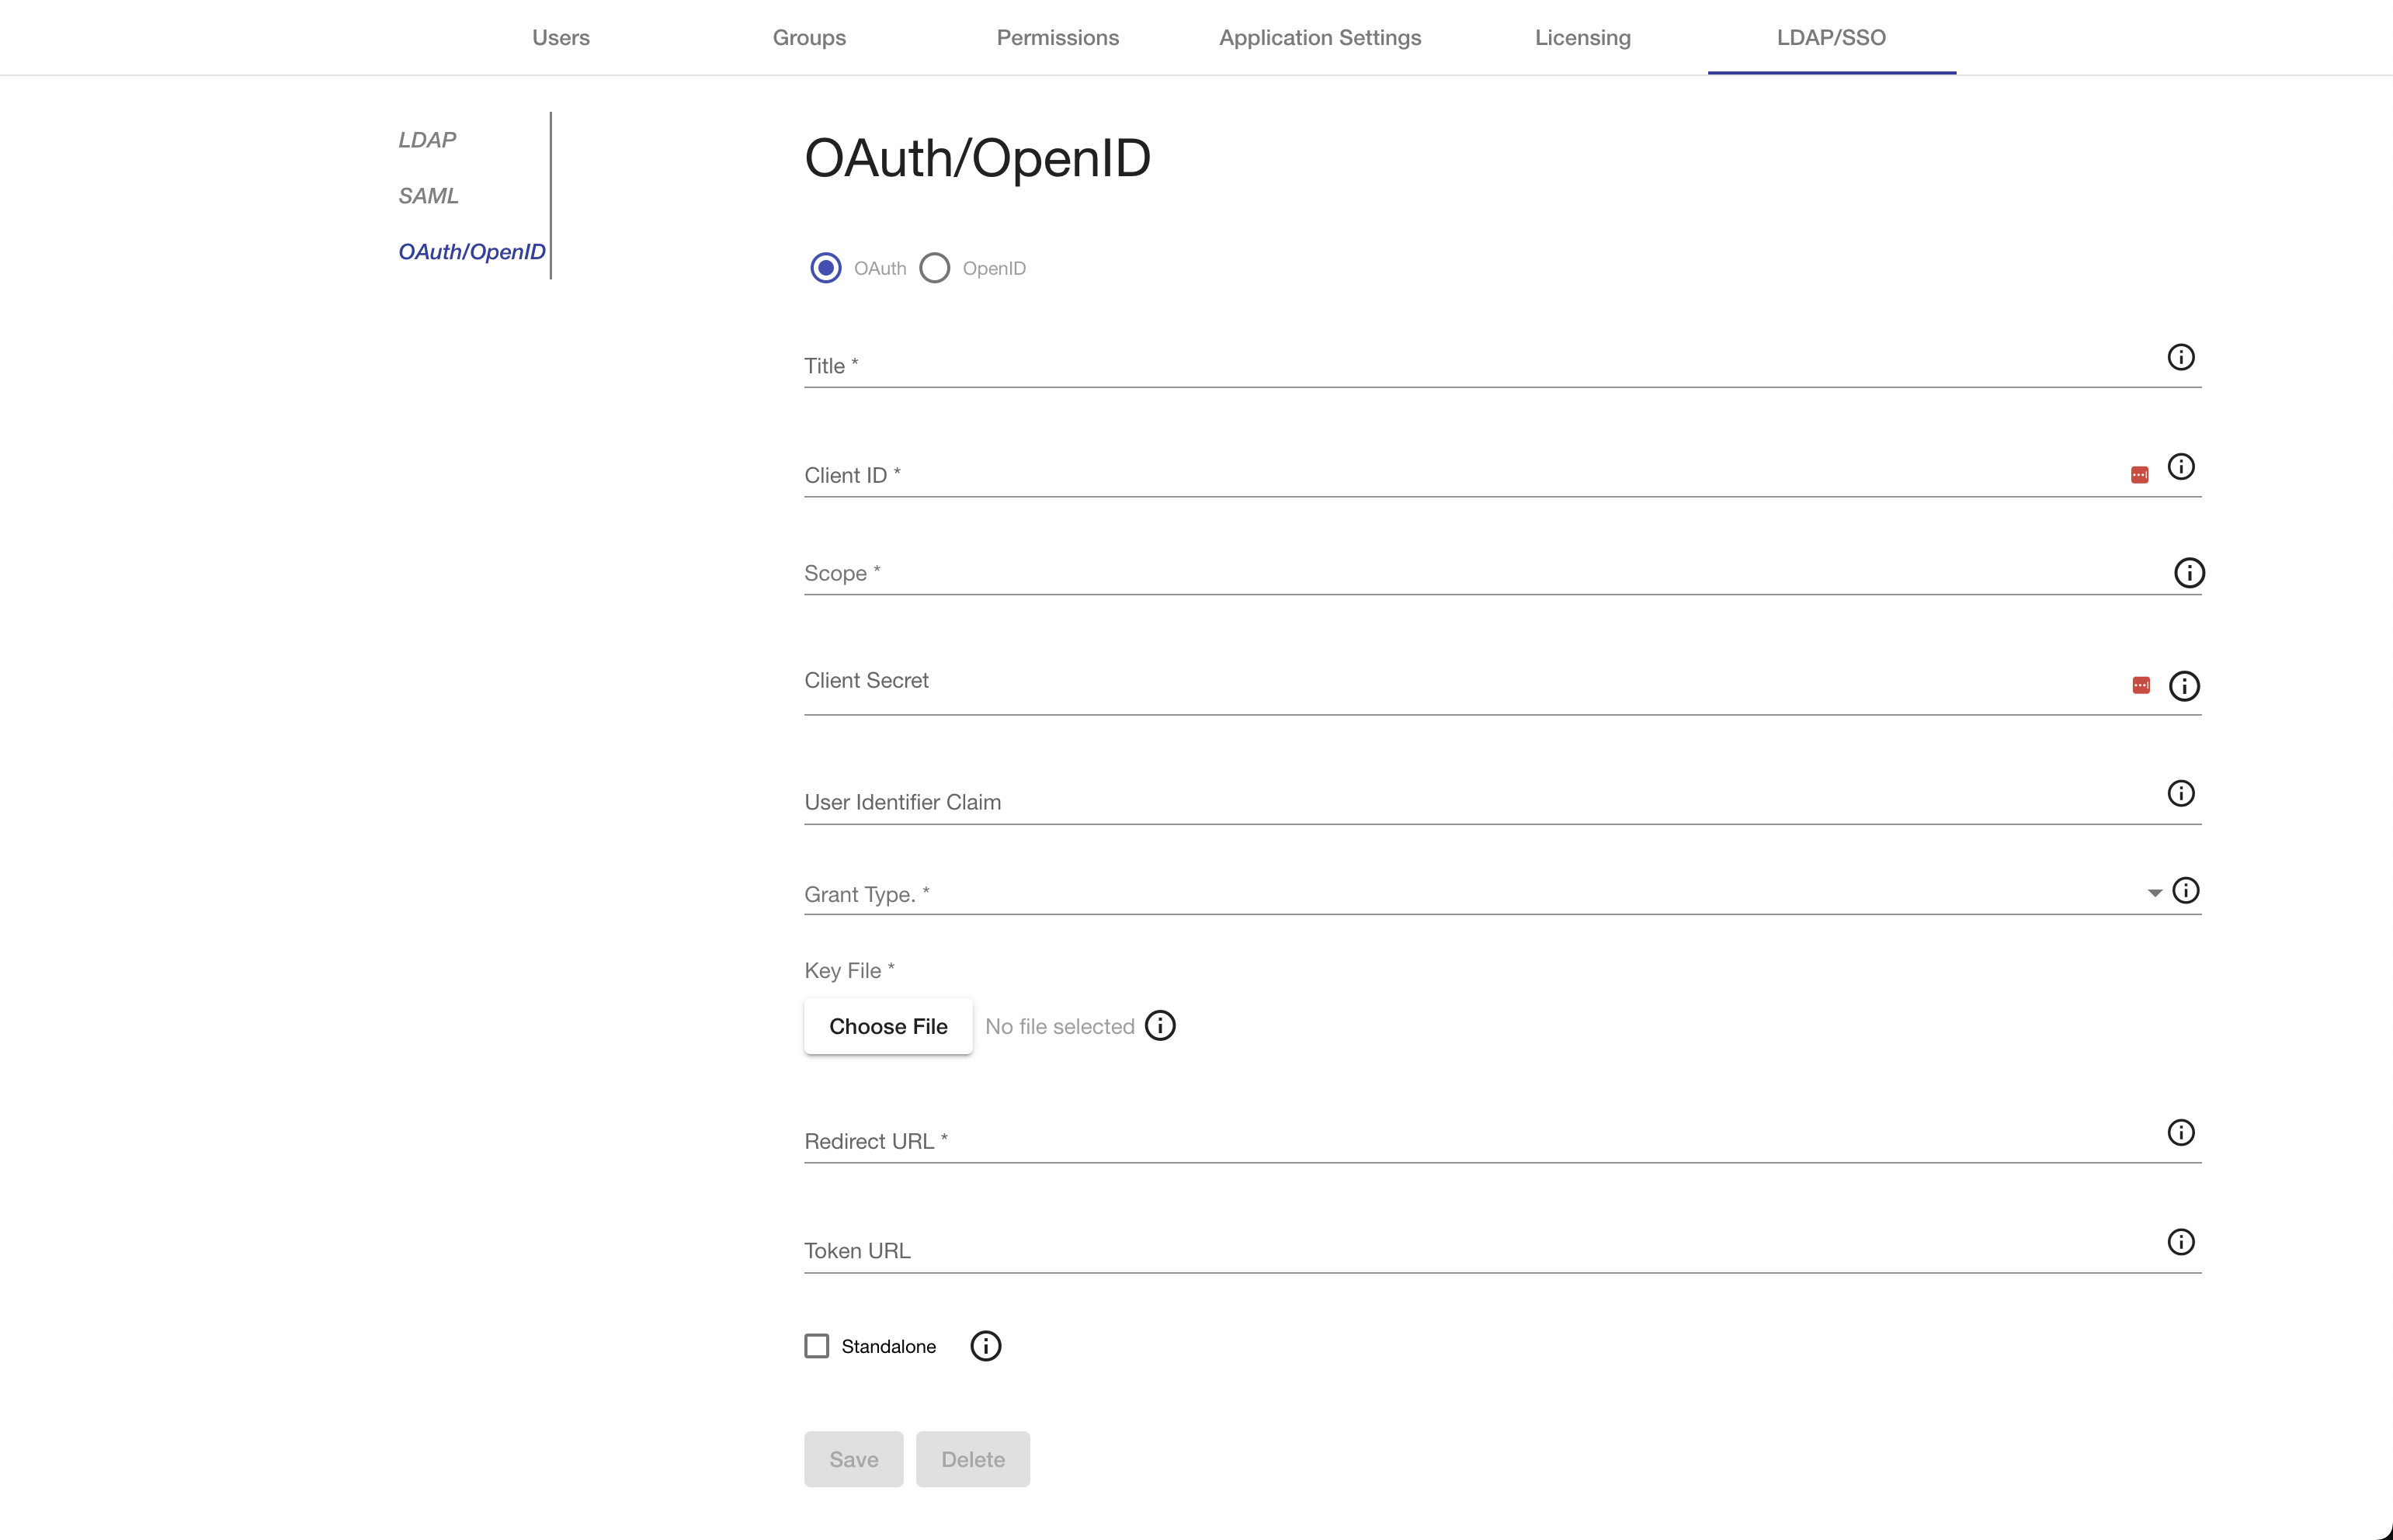 Users Groups Permissions Application Settings Licensing LDAP/SSO
LDAP
SAML
OAuth/OpenID
OAuth/OpenID
OAuth OpenID
Title *
Client ID *
Scope *
Client Secret
User Identifier Claim
Grant Type. *
Key File *
Choose File No file selected
Redirect URL *
Token URL
Standalone
Save Delete